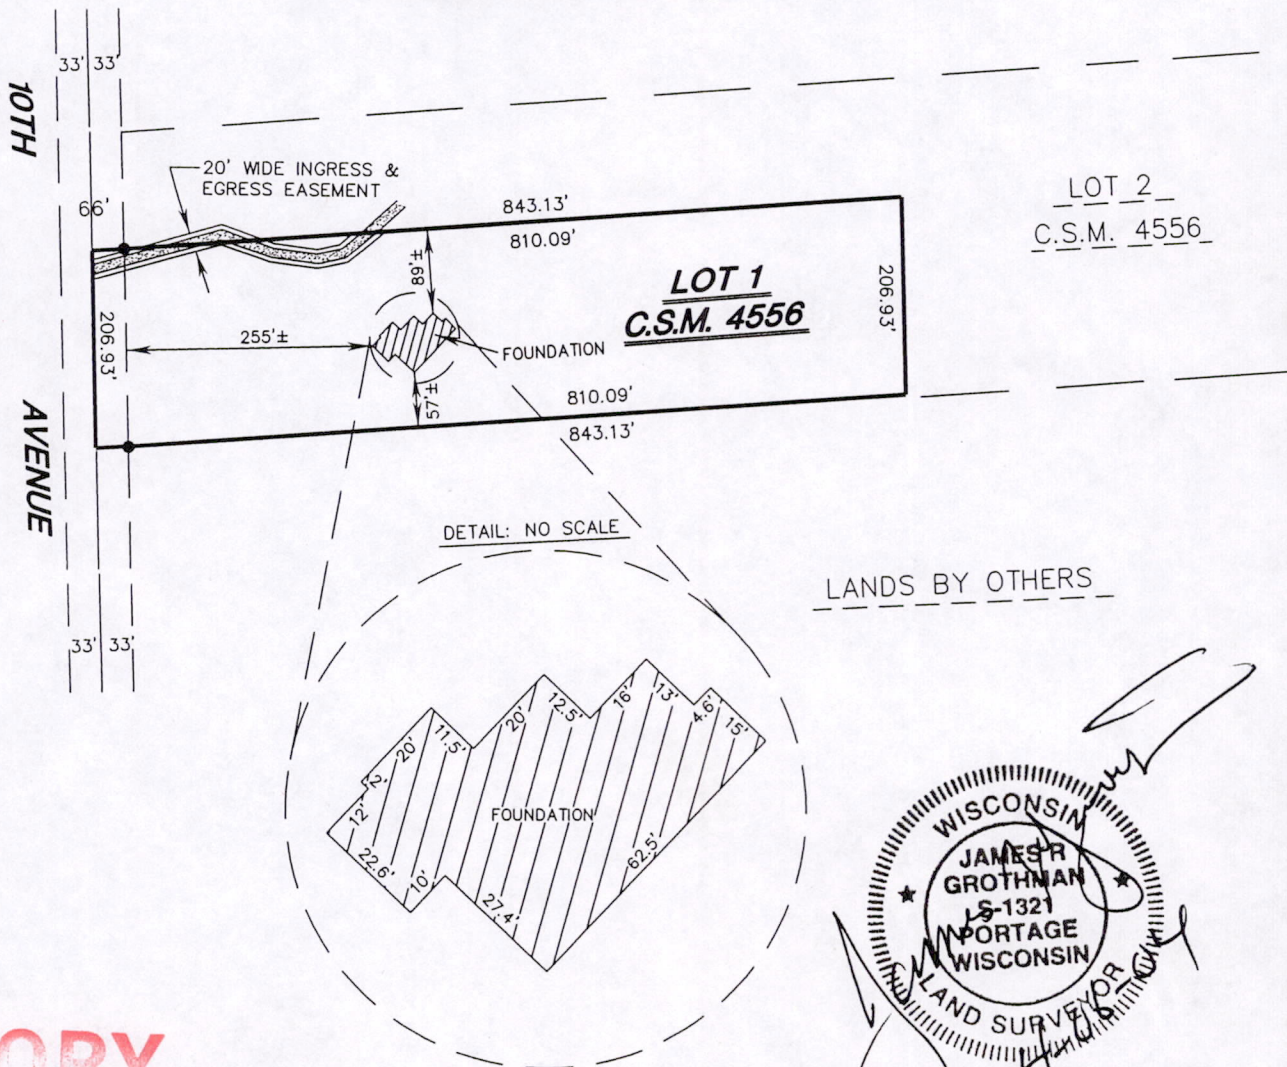 33' 33'
10TH
20' WIDE INGRESS &
EGRESS EASEMENT
66'
843.13'
810.09'
LOT 2
C.S.M. 4556
LOT 1
C.S.M. 4556
206.93'
206.93'
68'±
255'±
FOUNDATION
57'±
810.09'
843.13'
AVENUE
DETAIL: NO SCALE
LANDS BY OTHERS
33' 33'
20'
11.5'
20'
12.5'
16'
13'
4.6'
15'
2'
12'
FOUNDATION
62.5'
22.6'
10'
27.4'
WISCONSIN
JAMES R
GROTHMAN
S-1321
PORTAGE
WISCONSIN
LAND SURVEYOR